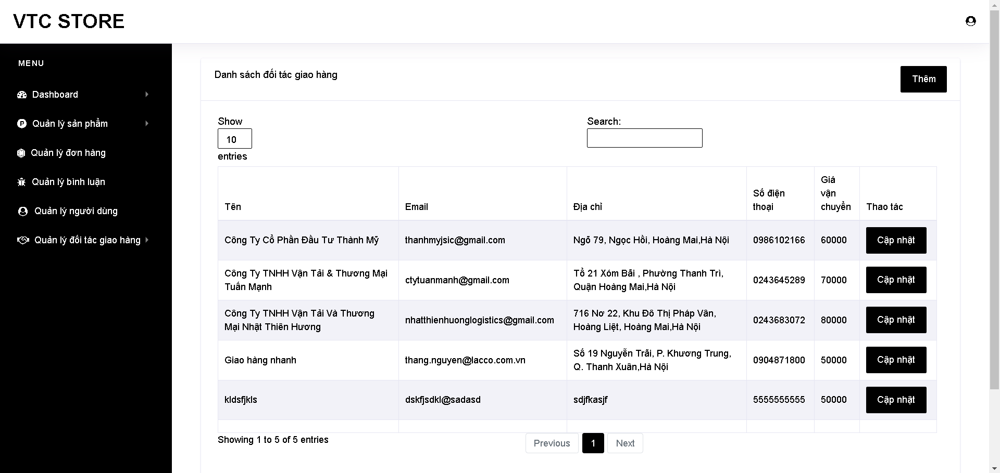 VTC STORE
MENU
Dashboard
Quản lý sản phẩm
Quản lý đơn hàng
Quản lý bình luận
Quản lý người dùng
Quản lý đối tác giao hàng
Danh sách đối tác giao hàng
Thêm
Show
10
entries
Search:
Tên
Email
Địa chỉ
Số điện
thoại
Giá
vận
chuyển
Thao tác
Công Ty Cổ Phần Đầu Tư Thành Mỹ
thanhmyjsic@gmail.com
Ngõ 79, Ngọc Hồi, Hoàng Mai,Hà Nội
0986102166
60000
Cập nhật
Công Ty TNHH Vận Tải & Thương Mại
Tuấn Mạnh
ctytuanmanh@gmail.com
Tổ 21 Xóm Bãi , Phường Thanh Trì,
Quận Hoàng Mai,Hà Nội
0243645289
70000
Cập nhật
Công Ty TNHH Vận Tải Và Thương
Mại Nhật Thiên Hương
nhatthienhuonglogistics@gmail.com
716 Nơ 22, Khu Đô Thị Pháp Vân,
Hoàng Liệt, Hoàng Mai,Hà Nội
0243683072
80000
Cập nhật
Giao hàng nhanh
thang.nguyen@lacco.com.vn
Số 19 Nguyễn Trãi, P. Khương Trung,
Q. Thanh Xuân,Hà Nội
0904871800
50000
Cập nhật
kldsfjkls
dskfjsdkl@sadasd
sdjfkasjf
5555555555
50000
Cập nhật
Showing 1 to 5 of 5 entries
Previous
1
Next